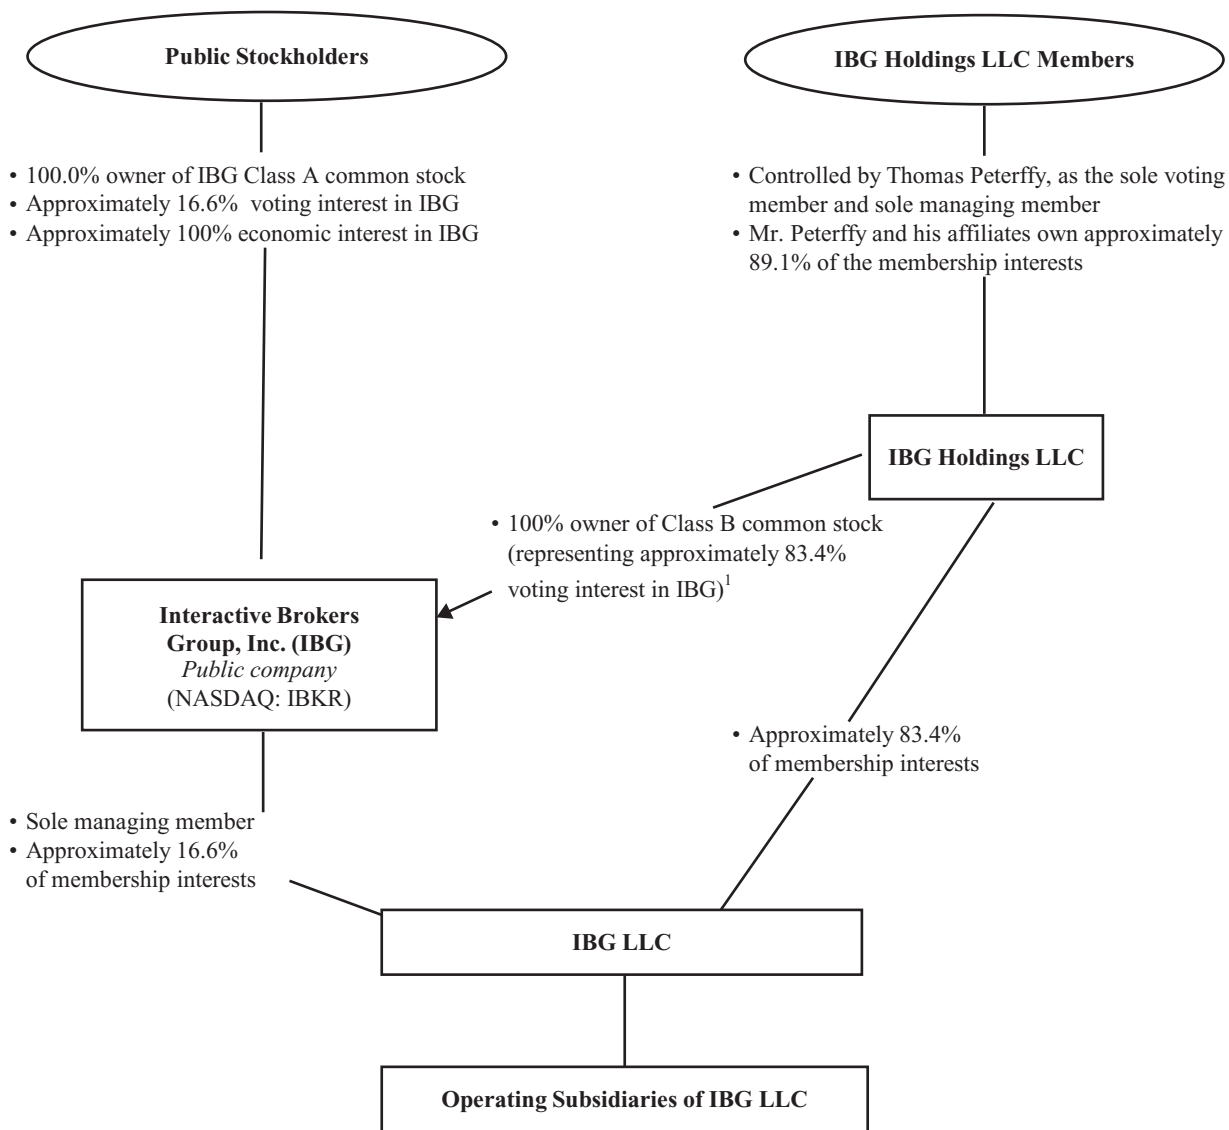 Public Stockholders
• 100.0% owner of IBG Class A common stock
• Approximately 16.6% voting interest in IBG
• Approximately 100% economic interest in IBG
IBG Holdings LLC Members
• Controlled by Thomas Peterffy, as the sole voting
member and sole managing member
• Mr. Peterffy and his affiliates own approximately
89.1% of the membership interests
IBG Holdings LLC
• 100% owner of Class B common stock
(representing approximately 83.4%
voting interest in IBG)1
Interactive Brokers
Group, Inc. (IBG)
Public company
(NASDAQ: IBKR)
• Approximately 83.4%
of membership interests
• Sole managing member
• Approximately 16.6%
of membership interests
IBG LLC
Operating Subsidiaries of IBG LLC